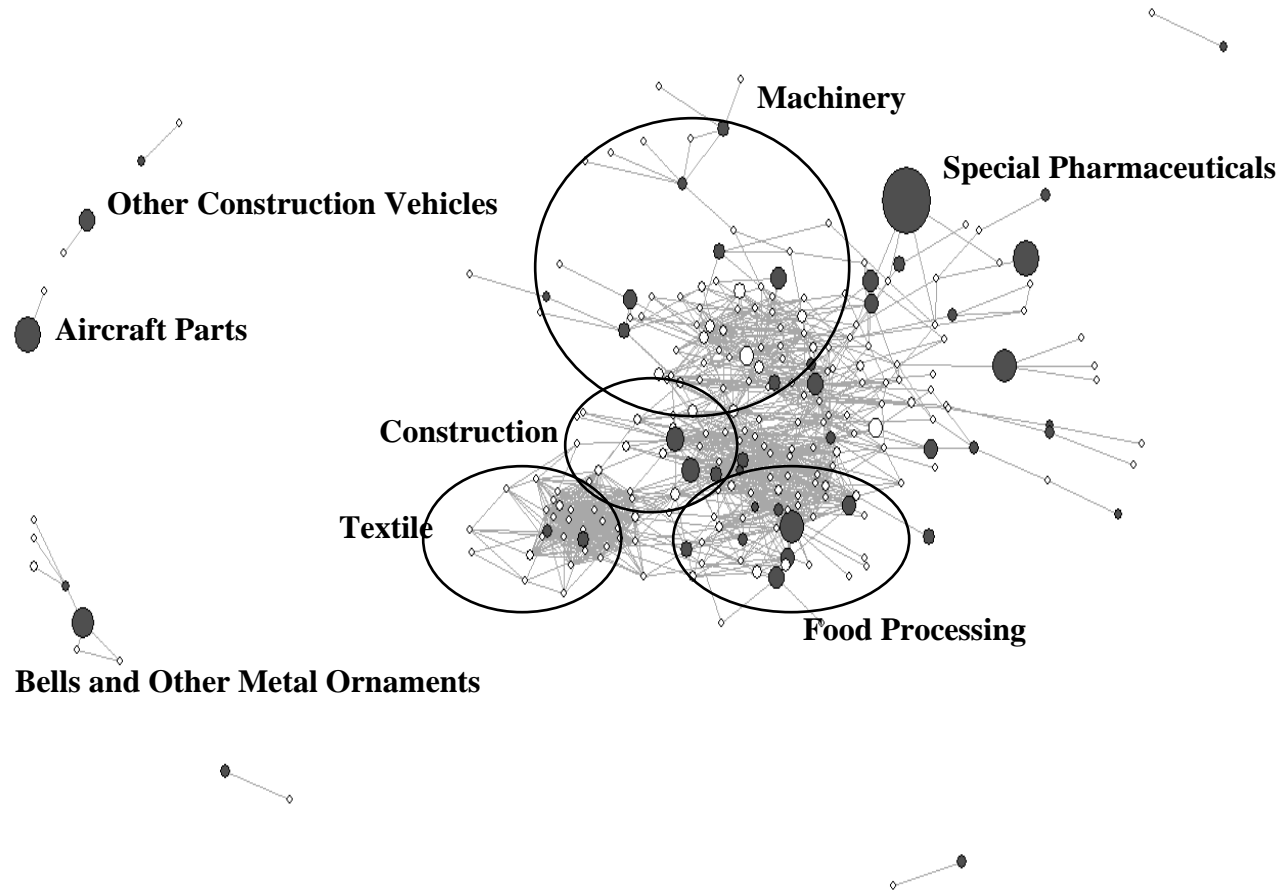 Machinery
Special Pharmaceuticals
Other Construction Vehicles
Aircraft Parts
Construction
Textile
Food Processing
Bells and Other Metal Ornaments